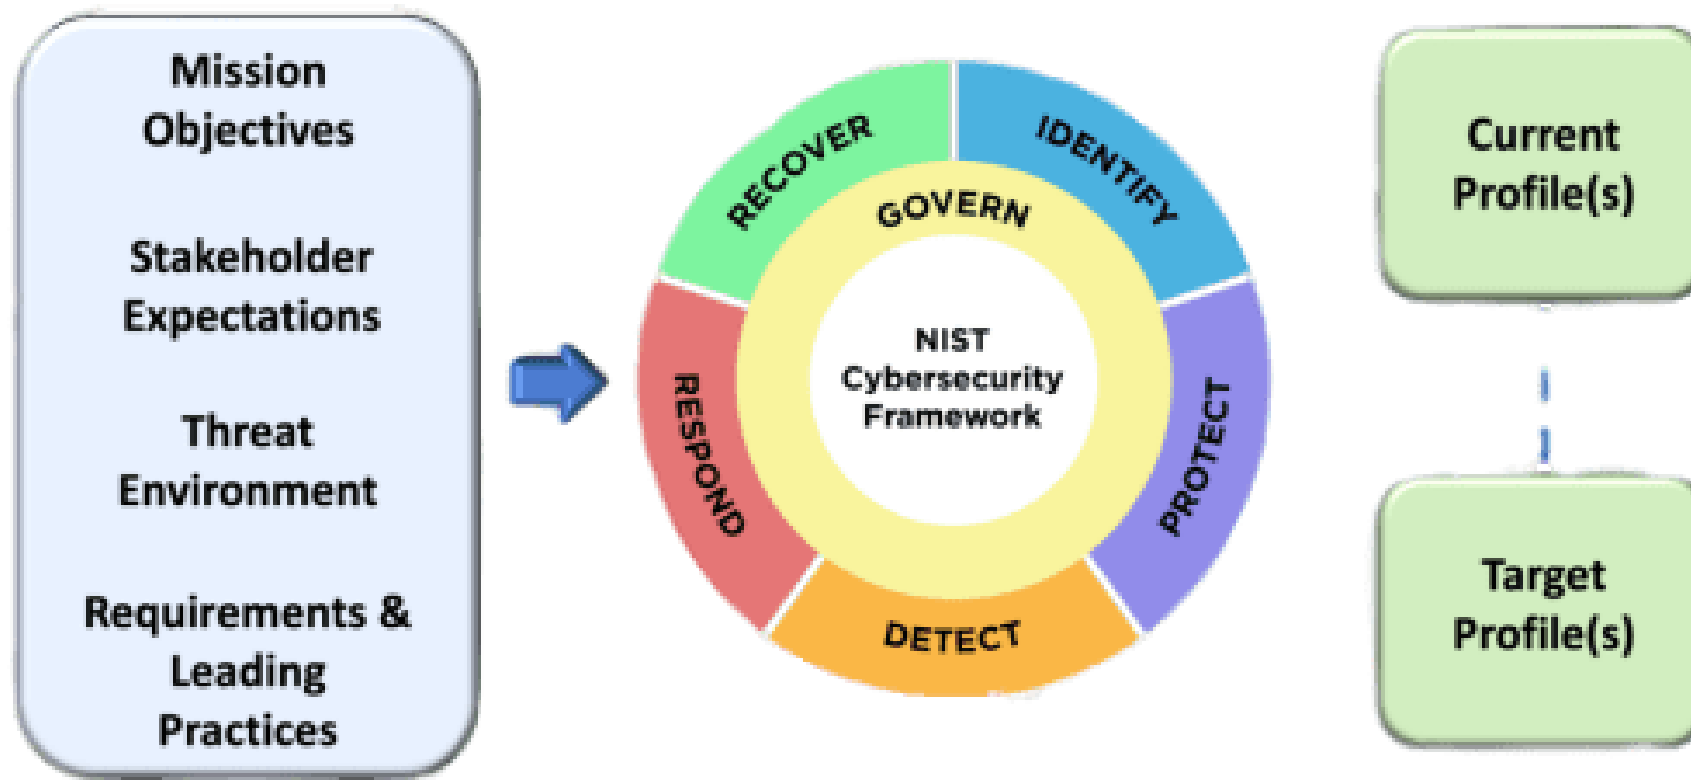 Mission
Objectives
Stakeholder
Expectations
Threat
Environment
Requirements &
Leading
Practices
RECOVER
IDENTIFY
GOVERN
NIST
Cybersecurity
Framework
RESPOND
PROTECT
DETECT
Current
Profile(s)
Target
Profile(s)